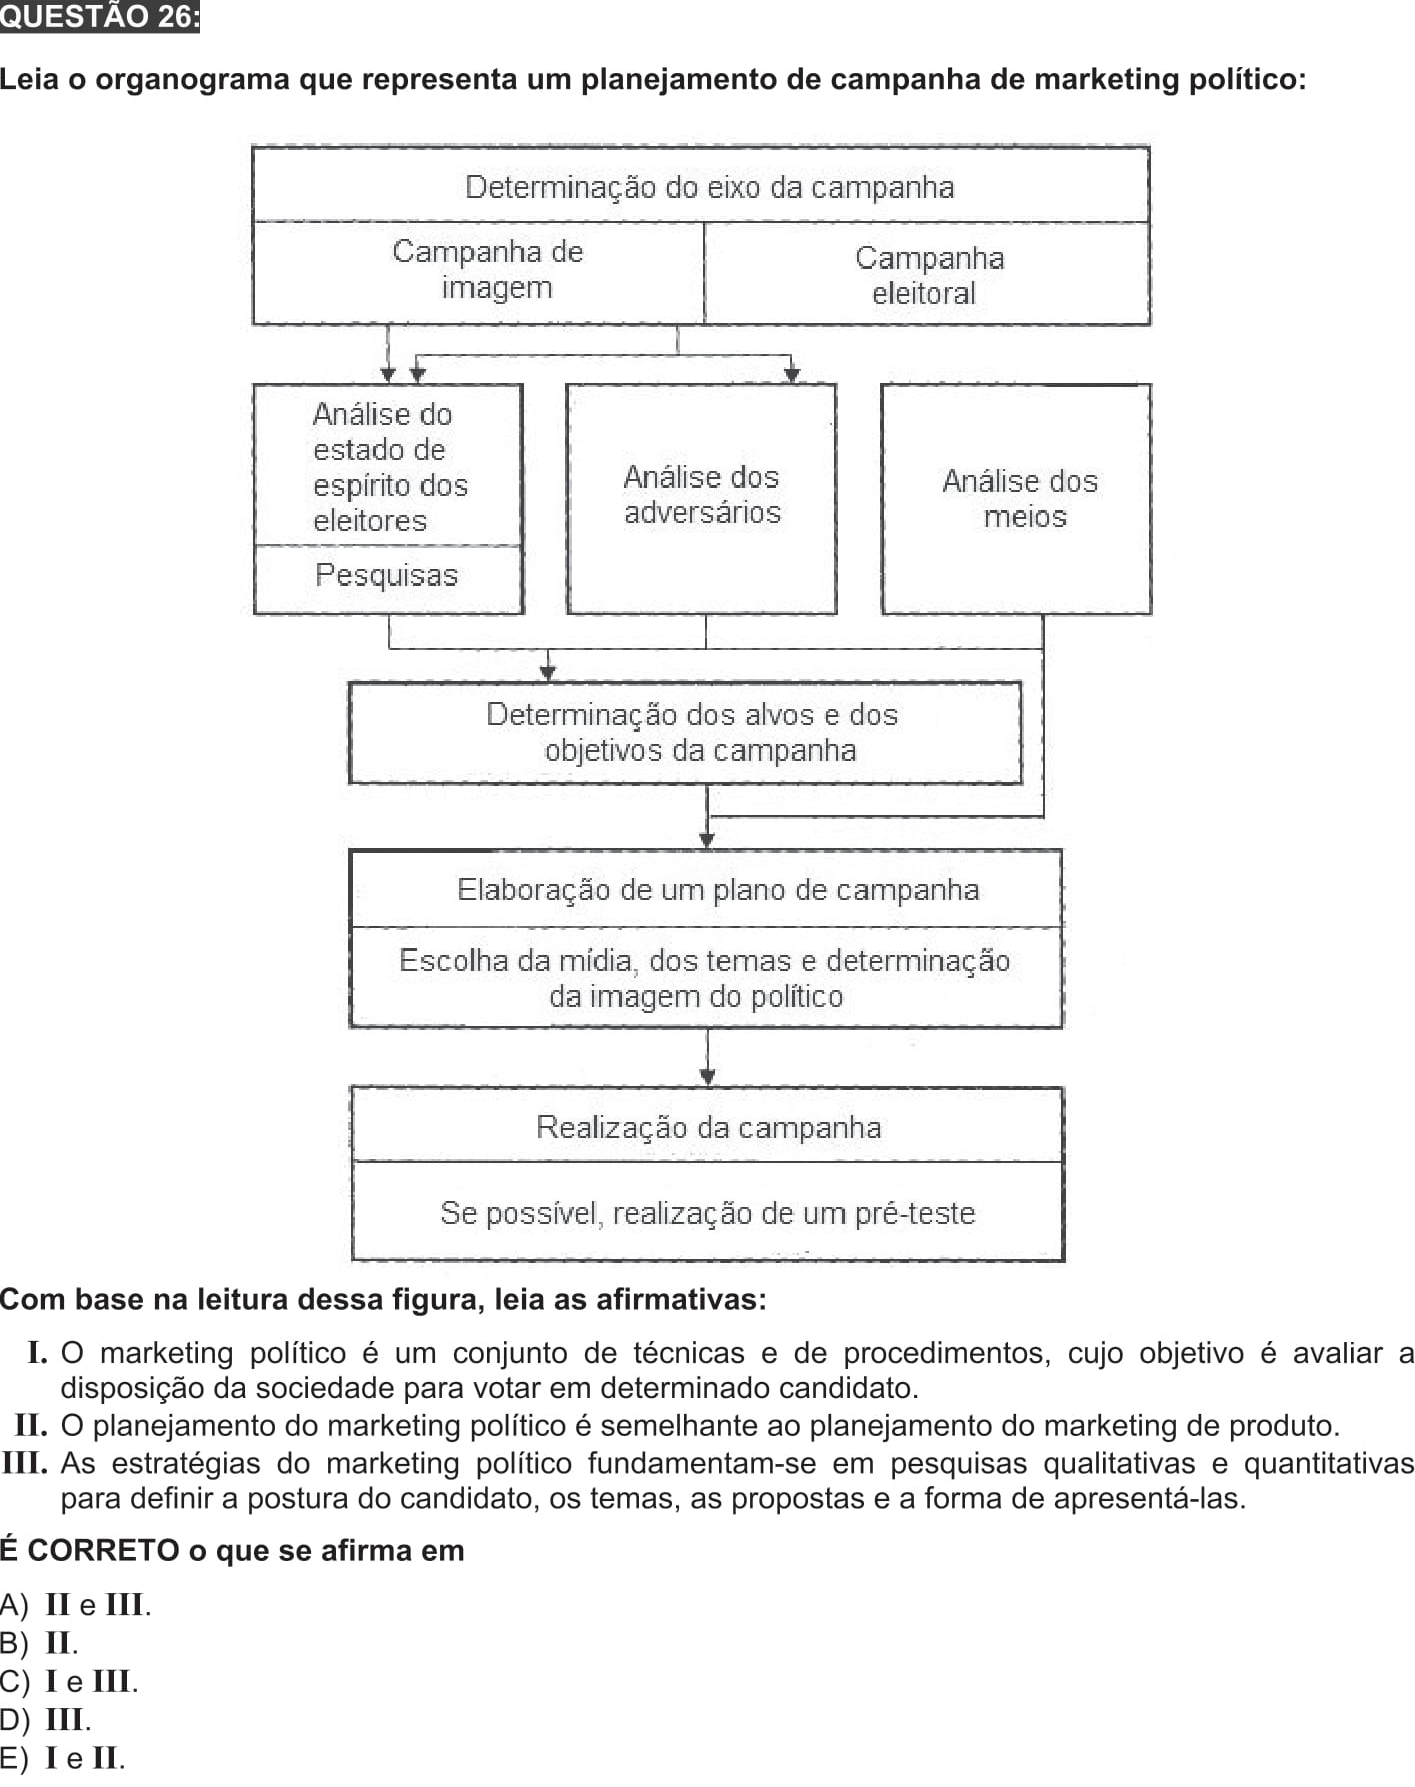 QUESTÃO 26:
Leia o organograma que representa um planejamento de campanha de marketing político:
Determinação do eixo da campanha
Campanha de
imagem
Campanha
eleitoral
Análise do
estado de
espírito dos
eleitores
Pesquisas
Análise dos
adversários
Análise dos
meios
Determinação dos alvos e dos
objetivos da campanha
Elaboração de um plano de campanha
Escolha da mídia, dos temas e determinação
da imagem do político
Realização da campanha
Se possível, realização de um pré-teste
Com base na leitura dessa figura, leia as afirmativas:
I. O marketing político é um conjunto de técnicas e de procedimentos, cujo objetivo é avaliar a
disposição da sociedade para votar em determinado candidato.
II. O planejamento do marketing político é semelhante ao planejamento do marketing de produto.
III. As estratégias do marketing político fundamentam-se em pesquisas qualitativas e quantitativas
para definir a postura do candidato, os temas, as propostas e a forma de apresentá-las.
É CORRETO o que se afirma em
A) II e III.
B) II.
C) I e III.
D) III.
E) I e II.